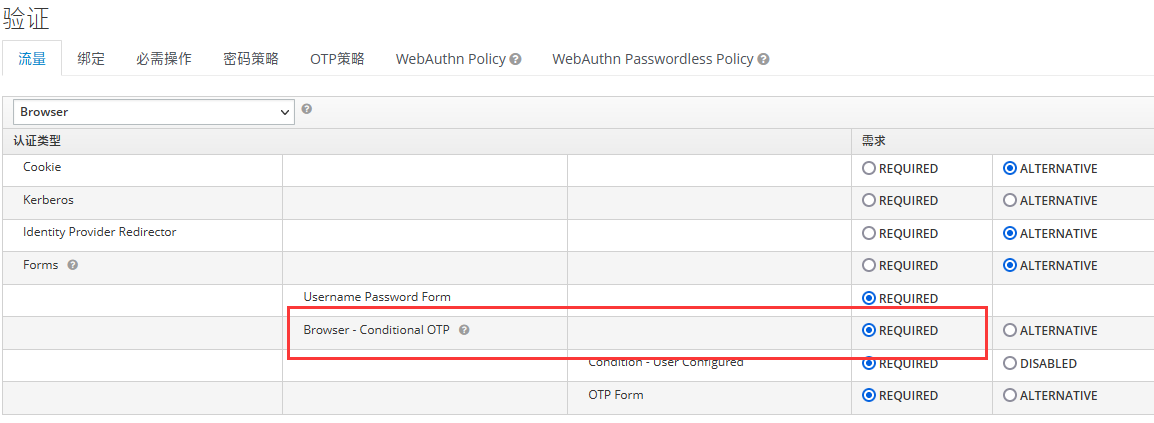 验证
流量 绑定 必需操作 密码策略 OTP策略 WebAuthn Policy ? WebAuthn Passwordless Policy ?
Browser ?
认证类型 需求
Cookie REQUIRED ALTERNATIVE
Kerberos REQUIRED ALTERNATIVE
Identity Provider Redirector REQUIRED ALTERNATIVE
Forms ? REQUIRED ALTERNATIVE
Username Password Form REQUIRED
Browser - Conditional OTP ? REQUIRED ALTERNATIVE
Condition - User Configured REQUIRED DISABLED
OTP Form REQUIRED ALTERNATIVE